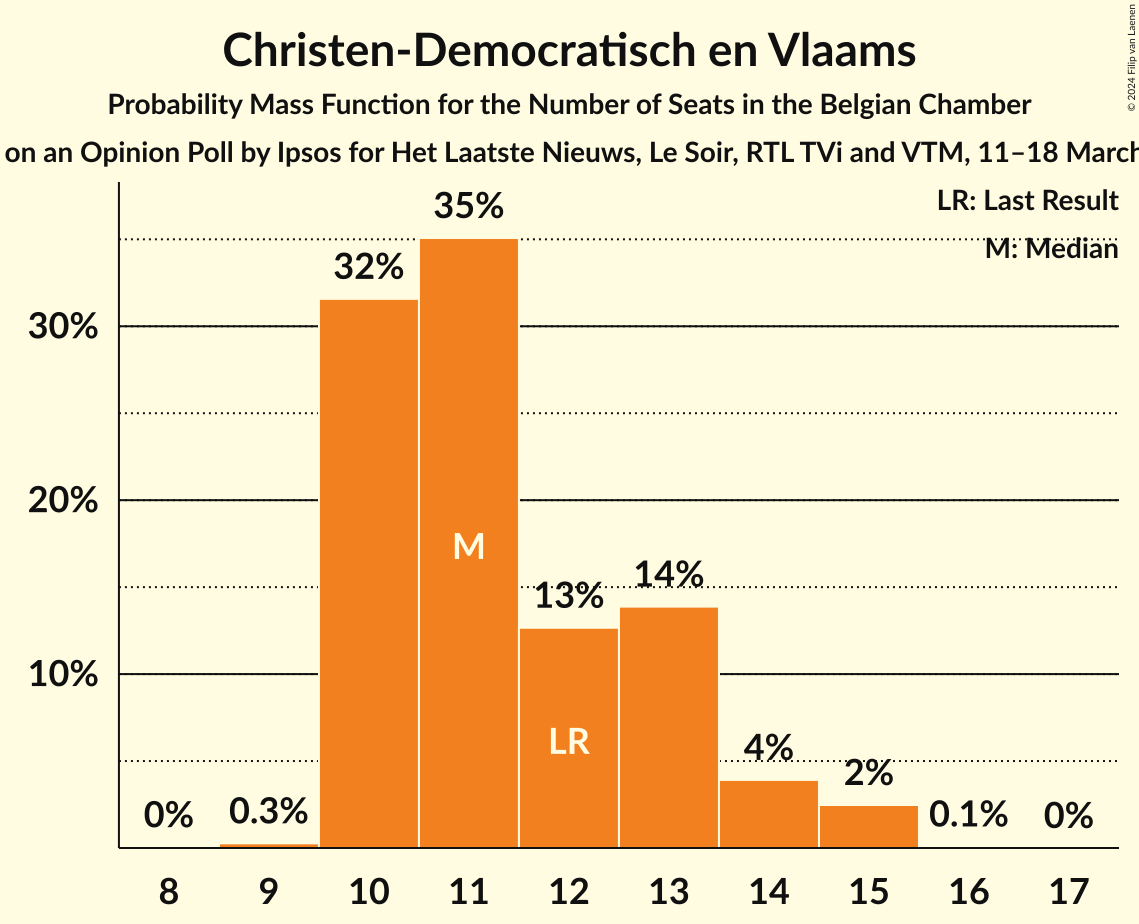 Christen-Democratisch en Vlaams
Probability Mass Function for the Number of Seats in the Belgian Chamber
on an Opinion Poll by Ipsos for Het Laatste Nieuws, Le Soir, RTL TVi and VTM, 11–18 March
© 2024 Filip van Laenen
LR: Last Result
M: Median
35%
32%
30%
20%
14%
13%
M
10%
LR
4%
2%
0%
0.3%
0.1%
0%
8 9 10 11 12 13 14 15 16 17